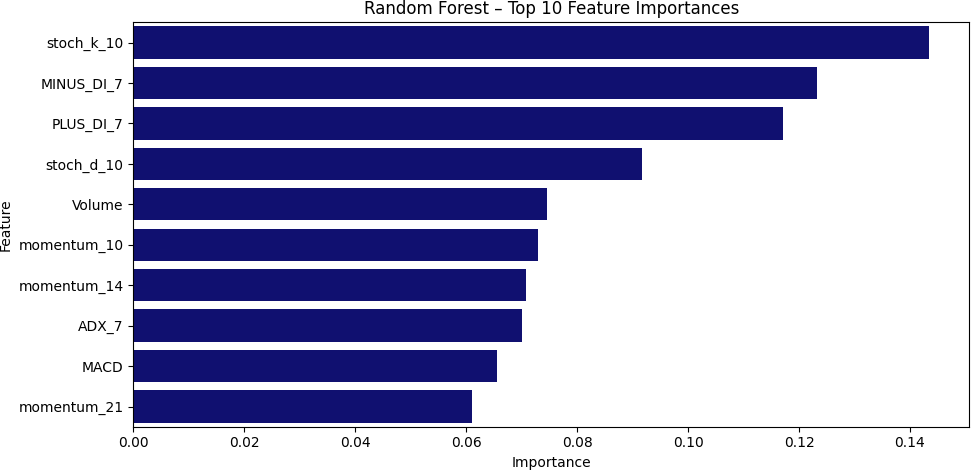 Random Forest – Top 10 Feature Importances
Feature
stoch_k_10
MINUS_DI_7
PLUS_DI_7
stoch_d_10
Volume
momentum_10
momentum_14
ADX_7
MACD
momentum_21
0.00 0.02 0.04 0.06 0.08 0.10 0.12 0.14
Importance